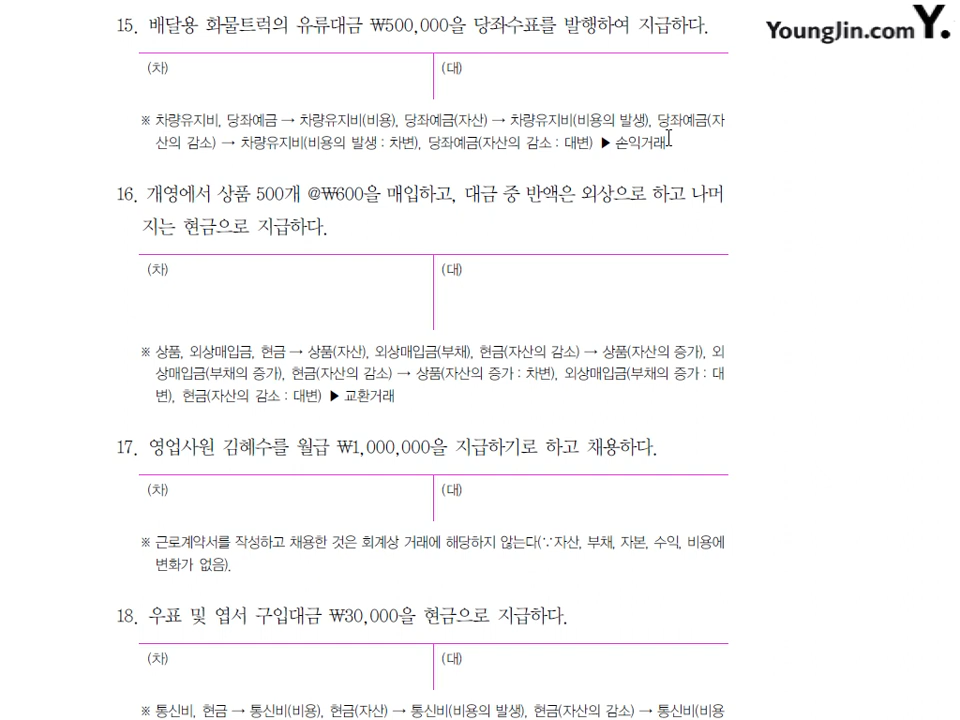 YoungJin.com Y.
15. 배달용 화물트럭의 유류대금 ₩500,000을 당좌수표를 발행하여 지급하다.
(차) (대)
※ 차량유지비, 당좌예금 → 차량유지비(비용), 당좌예금(자산) → 차량유지비(비용의 발생), 당좌예금(자
산의 감소) → 차량유지비(비용의 발생 : 차변), 당좌예금(자산의 감소 : 대변) ▶ 손익거래
16. 개영에서 상품 500개 @₩600을 매입하고, 대금 중 반액은 외상으로 하고 나머
지는 현금으로 지급하다.
(차) (대)
※ 상품, 외상매입금, 현금 → 상품(자산), 외상매입금(부채), 현금(자산의 감소) → 상품(자산의 증가), 외
상매입금(부채의 증가), 현금(자산의 감소) → 상품(자산의 증가 : 차변), 외상매입금(부채의 증가 : 대
변), 현금(자산의 감소 : 대변) ▶ 교환거래
17. 영업사원 김혜수를 월급 ₩1,000,000을 지급하기로 하고 채용하다.
(차) (대)
※ 근로계약서를 작성하고 채용한 것은 회계상 거래에 해당하지 않는다(∵자산, 부채, 자본, 수익, 비용에
변화가 없음).
18. 우표 및 엽서 구입대금 ₩30,000을 현금으로 지급하다.
(차) (대)
※ 통신비, 현금 → 통신비(비용), 현금(자산) → 통신비(비용의 발생), 현금(자산의 감소) → 통신비(비용